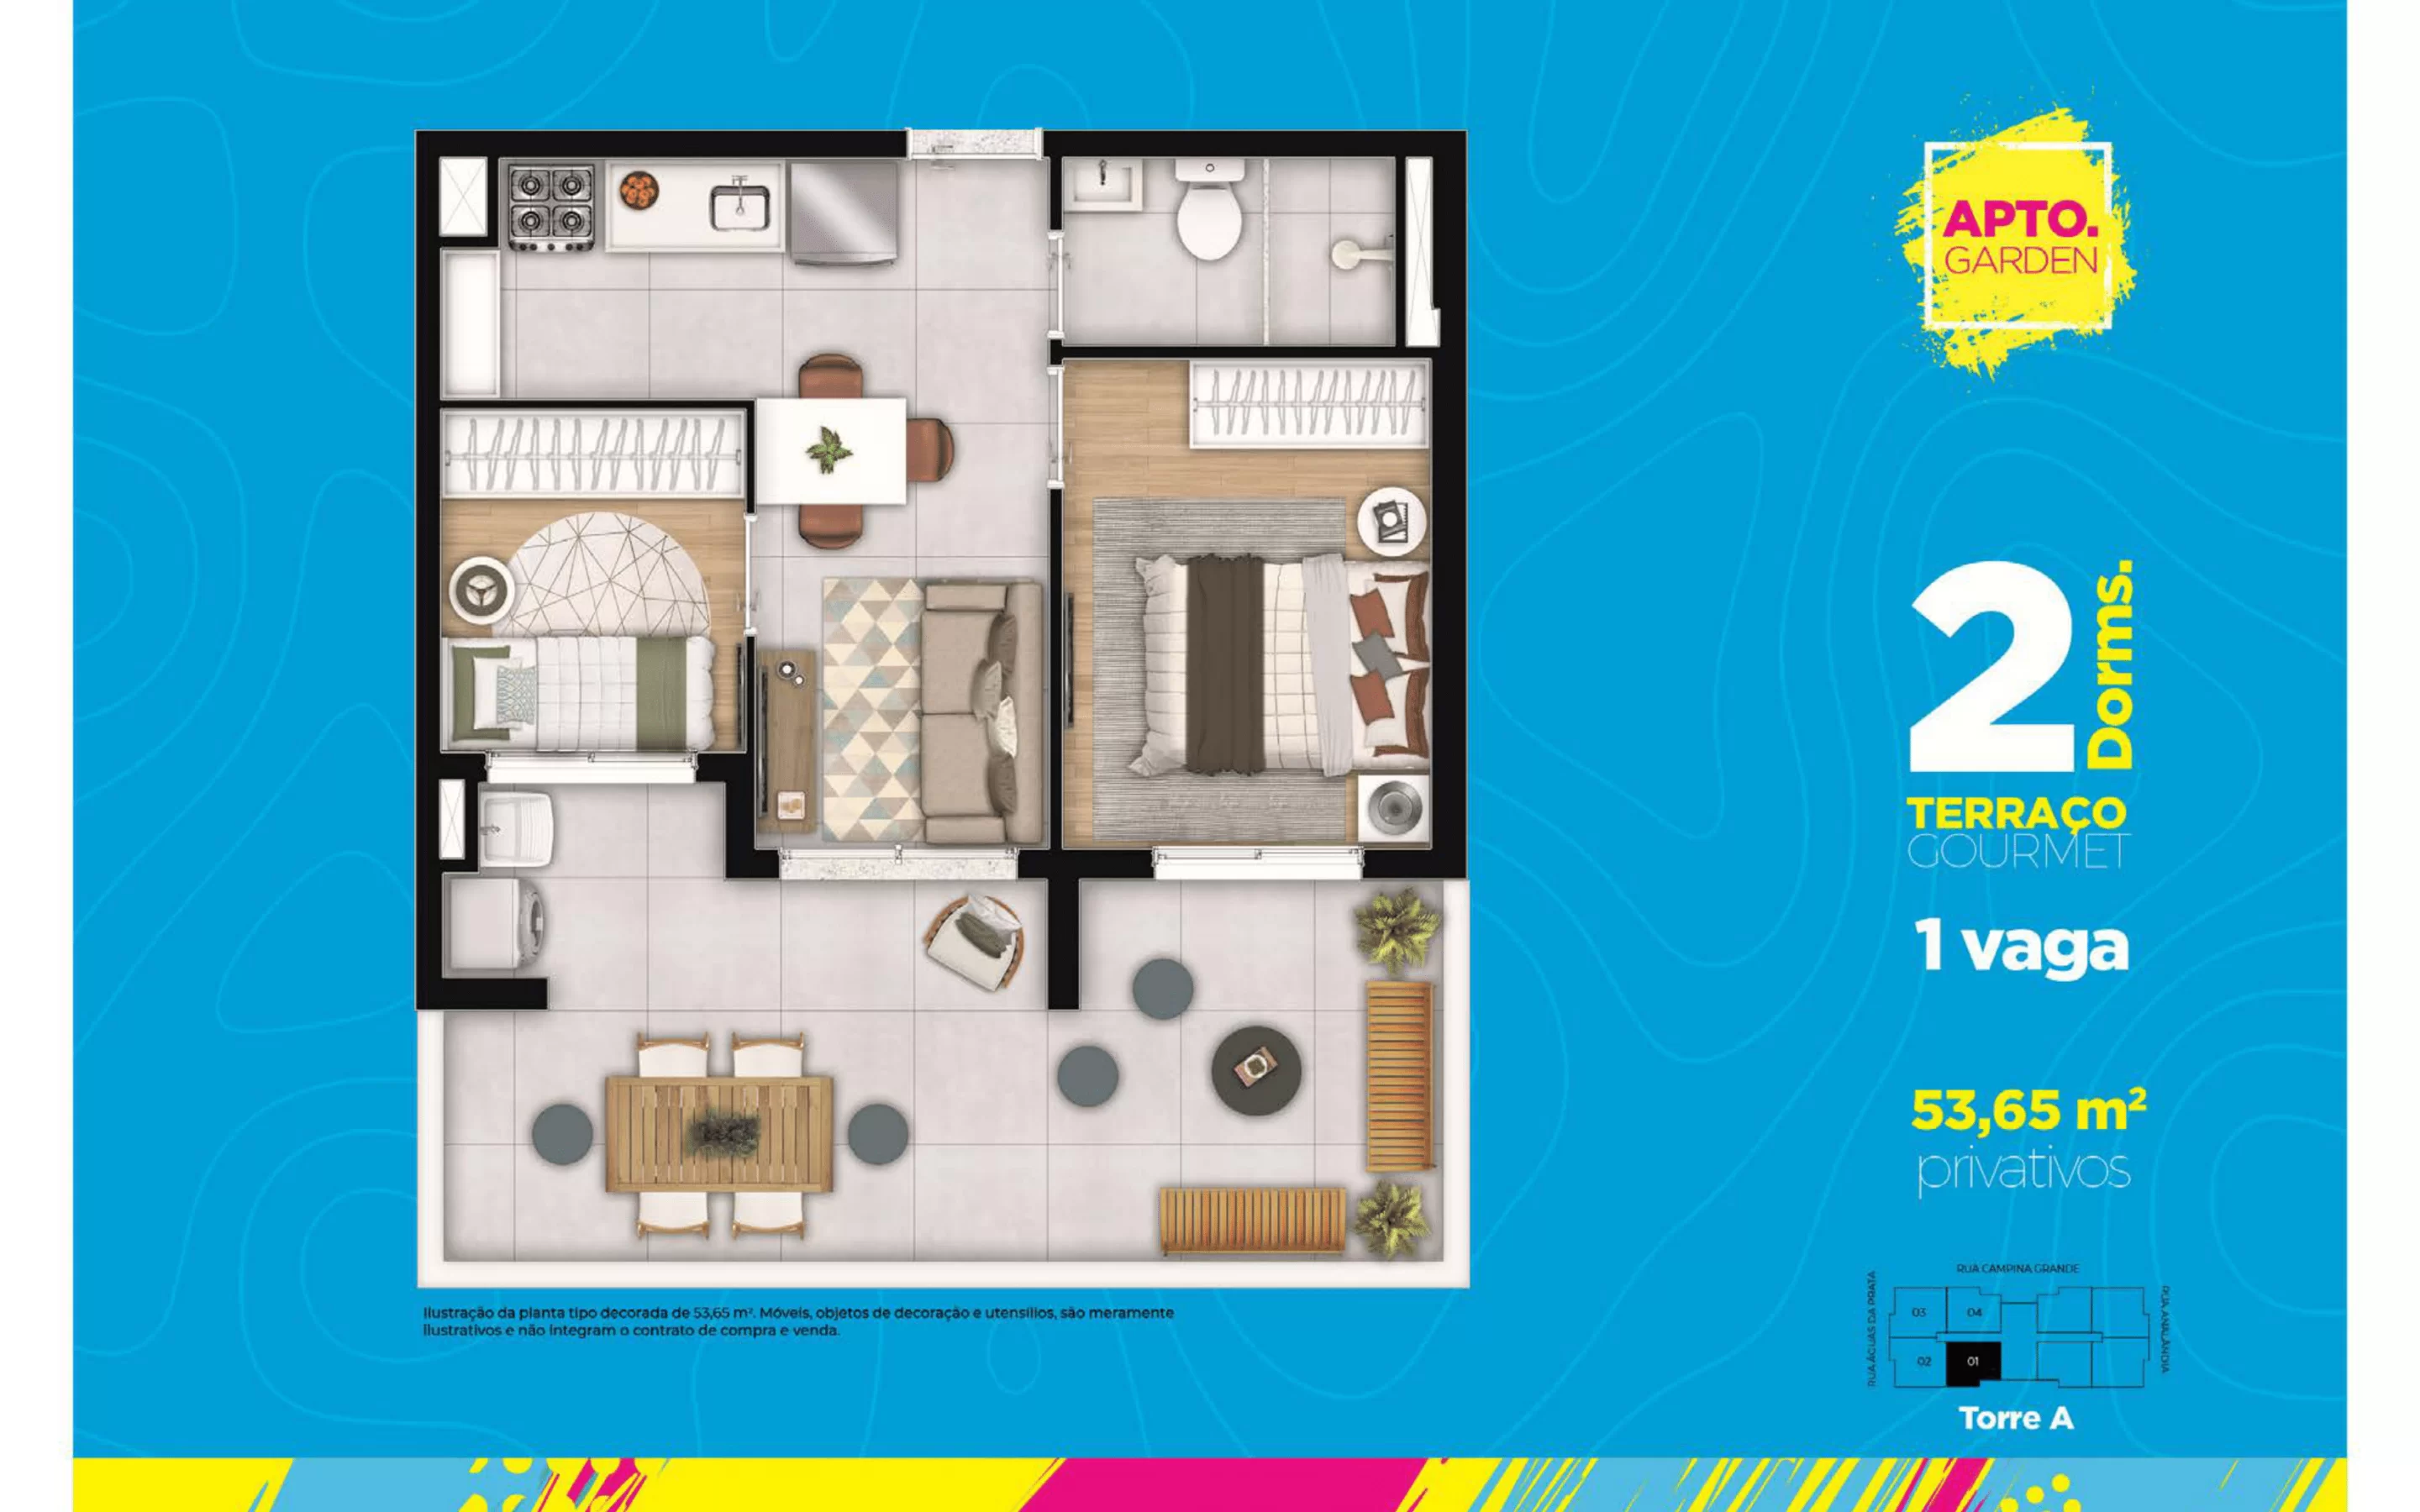 APTO.
GARDEN
2 Dorms.
TERRAÇO
GOURMET
1 vaga
53,65 m²
privativos
RUA CAMPINA GRANDE
RUA ÁGUAS DA PRATA
RUA ANALÂNDIA
03
04
02
01
Torre A
Ilustração da planta tipo decorada de 53,65 m². Móveis, objetos de decoração e utensílios, são meramente
ilustrativos e não integram o contrato de compra e venda.